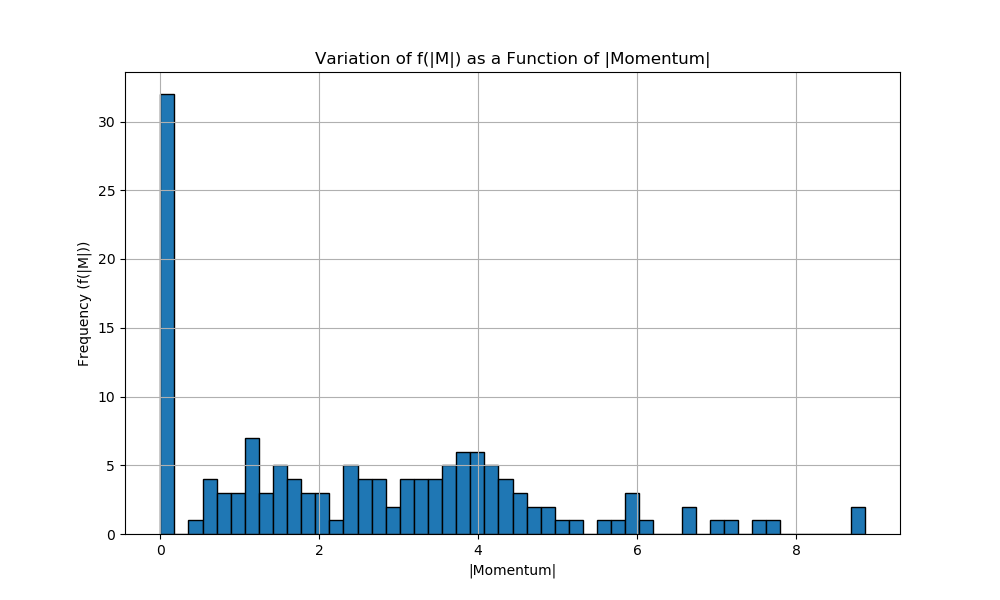 Variation of f(|M|) as a Function of |Momentum|
Frequency (f(|M|))
30
25
20
15
10
5
0
0 2 4 6 8
|Momentum|